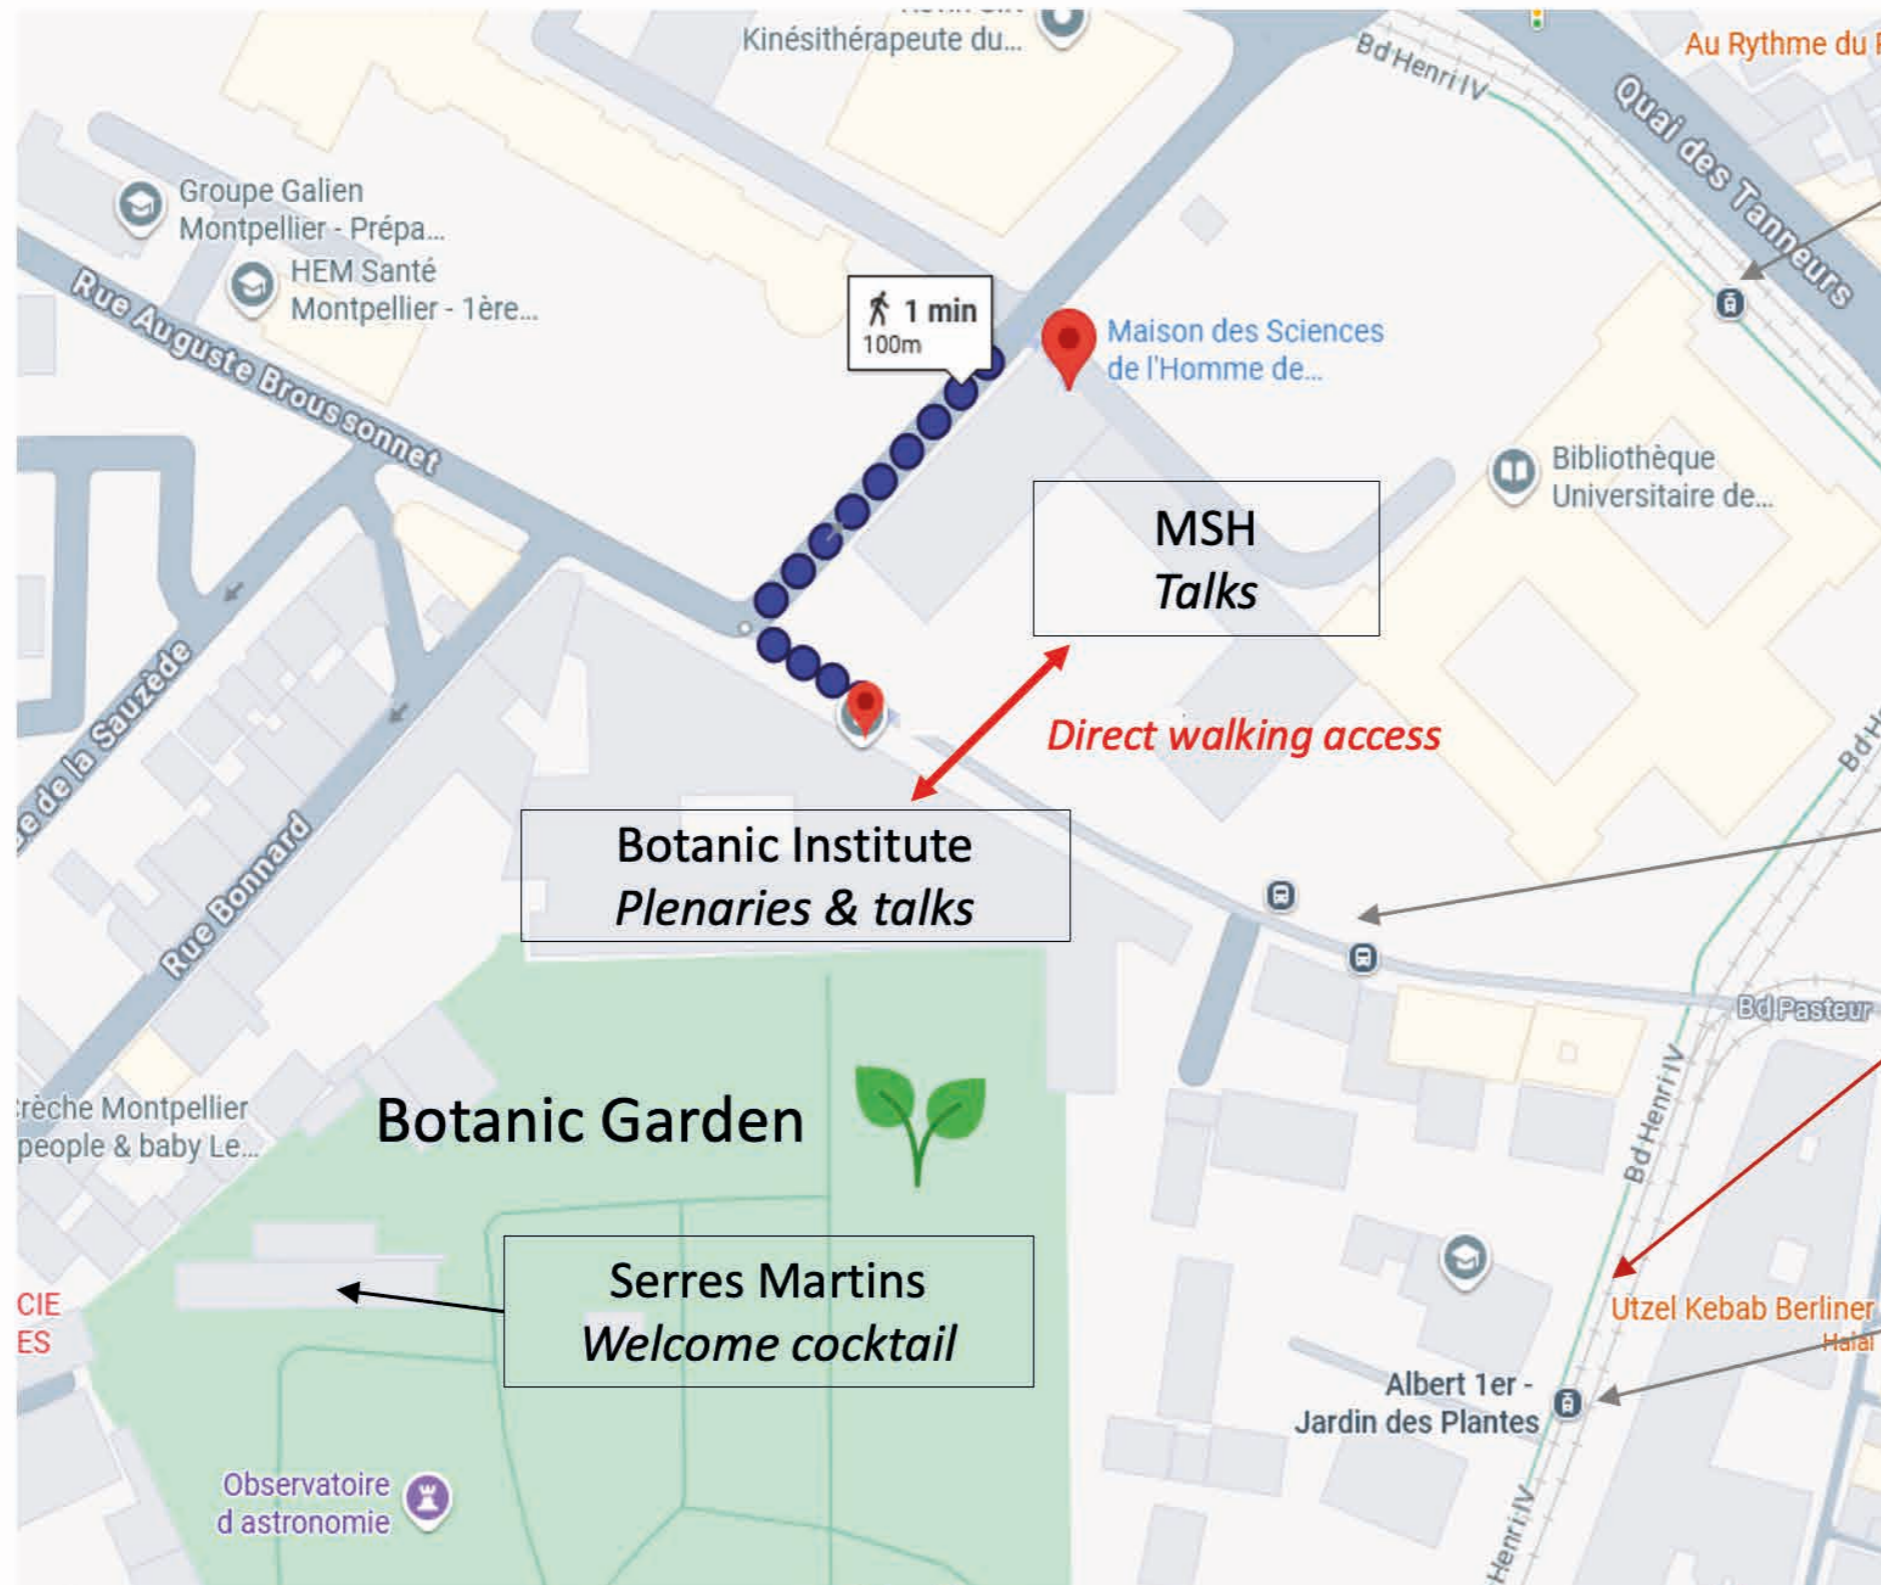 Kinésithérapeute du...
Bd Henri IV
Au Rythme du
Quai des Tanneurs
Groupe Galien
Montpellier - Prépa...
HEM Santé
Montpellier - 1ère...
Rue Auguste Broussonnet
1 min
100m
Maison des Sciences
de l'Homme de...
Bibliothèque
Universitaire de...
MSH
Talks
Direct walking access
de la Sauzède
Rue Bonnard
Botanic Institute
Plenaries & talks
Bd Pasteur
Bd Henri IV
rèche Montpellier
people & baby Le...
Botanic Garden
Serres Martins
Welcome cocktail
CIE
ES
Utzel Kebab Berliner
Halal
Albert 1er -
Jardin des Plantes
Observatoire
d astronomie
Henri IV